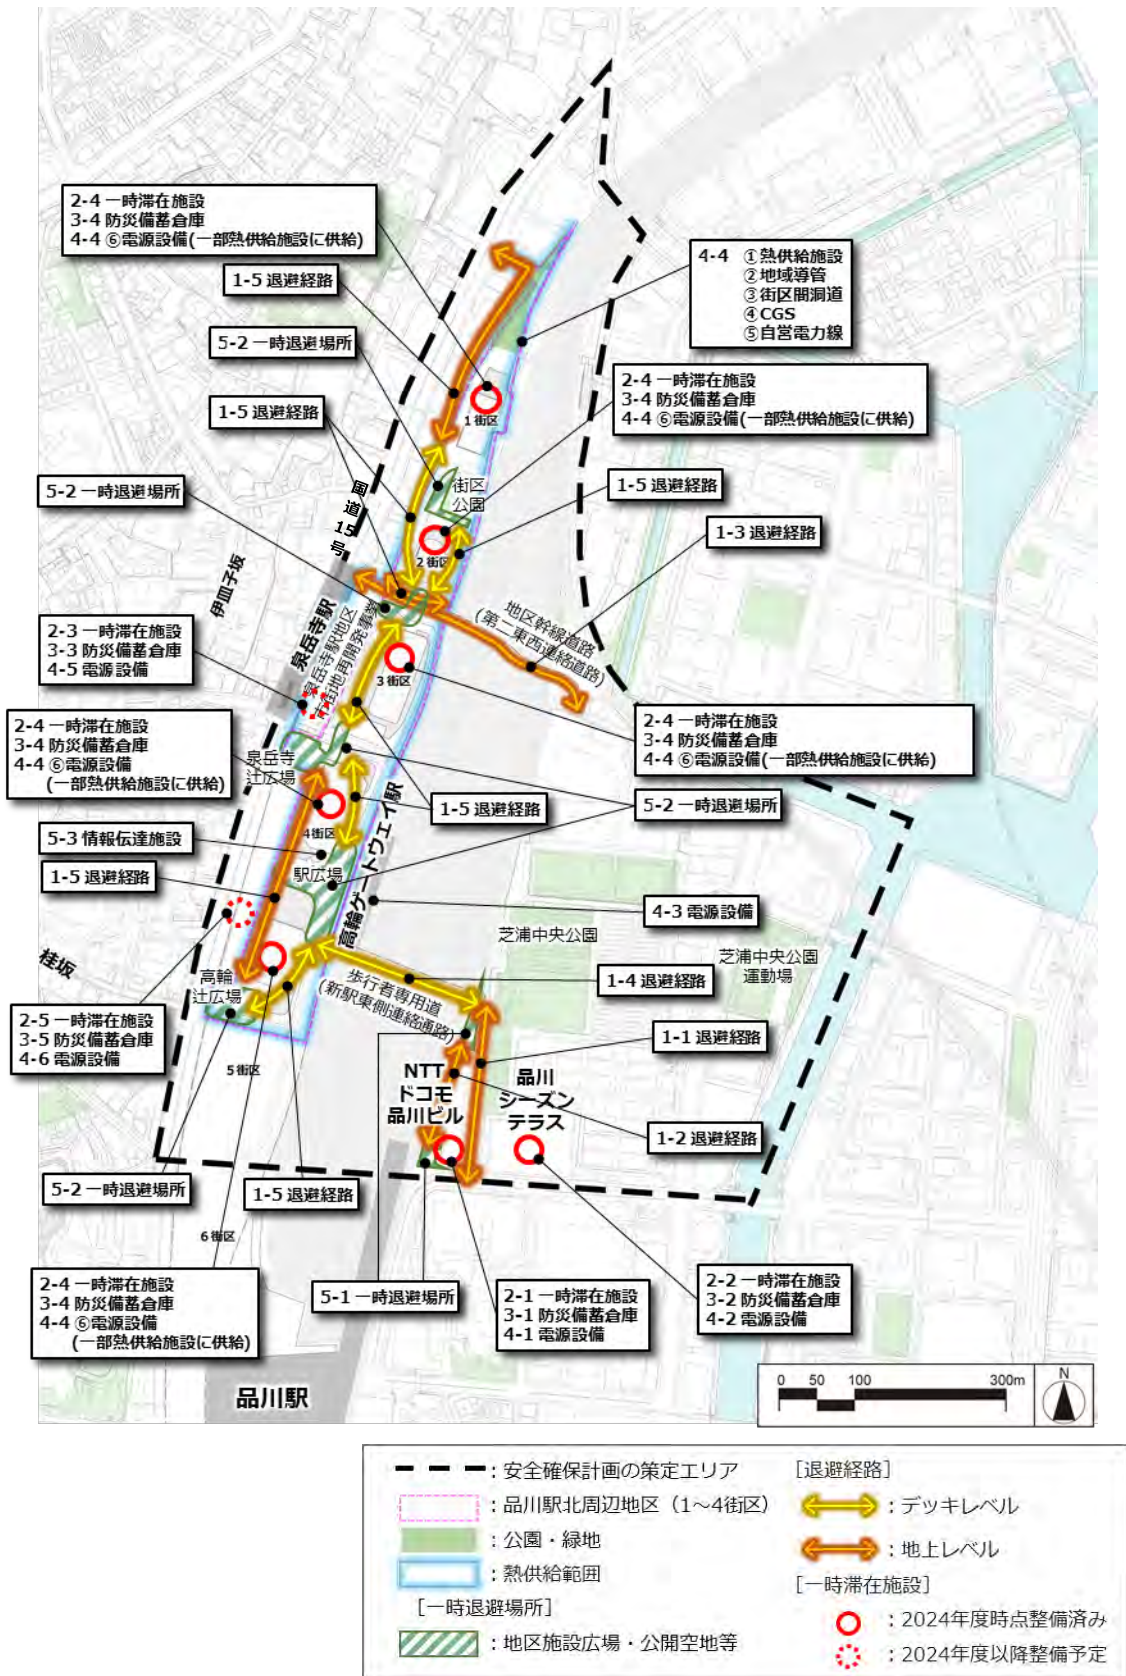 2-4 一時滞在施設
3-4 防災備蓄倉庫
4-4 ⑥電源設備(一部熱供給施設に供給)
1-5 退避経路
5-2 一時退避場所
1-5 退避経路
5-2 一時退避場所
4-4 ①熱供給施設
②地域導管
③街区間洞道
④CGS
⑤自営電力線
2-4 一時滞在施設
3-4 防災備蓄倉庫
4-4 ⑥電源設備(一部熱供給施設に供給)
1-5 退避経路
1-3 退避経路
1街区
街区
公園
2街区
国道15号
伊皿子坂
泉岳寺駅
泉岳寺駅地区
市街地再開発事業
地区幹線道路
(第二東西連絡道路)
3街区
2-3 一時滞在施設
3-3 防災備蓄倉庫
4-5 電源設備
2-4 一時滞在施設
3-4 防災備蓄倉庫
4-4 ⑥電源設備
(一部熱供給施設に供給)
2-4 一時滞在施設
3-4 防災備蓄倉庫
4-4 ⑥電源設備(一部熱供給施設に供給)
泉岳寺
辻広場
1-5 退避経路
5-2 一時退避場所
5-3 情報伝達施設
4街区
駅広場
高輪ゲートウェイ駅
1-5 退避経路
4-3 電源設備
芝浦中央公園
芝浦中央公園
運動場
桂坂
高輪
辻広場
歩行者専用道
(新駅東側連絡通路)
1-4 退避経路
2-5 一時滞在施設
3-5 防災備蓄倉庫
4-6 電源設備
1-1 退避経路
5街区
NTT
ドコモ
品川ビル
品川
シーズン
テラス
1-2 退避経路
5-2 一時退避場所
1-5 退避経路
6街区
2-4 一時滞在施設
3-4 防災備蓄倉庫
4-4 ⑥電源設備
(一部熱供給施設に供給)
5-1 一時退避場所
2-1 一時滞在施設
3-1 防災備蓄倉庫
4-1 電源設備
2-2 一時滞在施設
3-2 防災備蓄倉庫
4-2 電源設備
品川駅
0 50 100 300m
N
：安全確保計画の策定エリア
：品川駅北周辺地区（1～4街区）
：公園・緑地
：熱供給範囲
［一時退避場所］
：地区施設広場・公開空地等
［退避経路］
：デッキレベル
：地上レベル
［一時滞在施設］
：2024年度時点整備済み
：2024年度以降整備予定